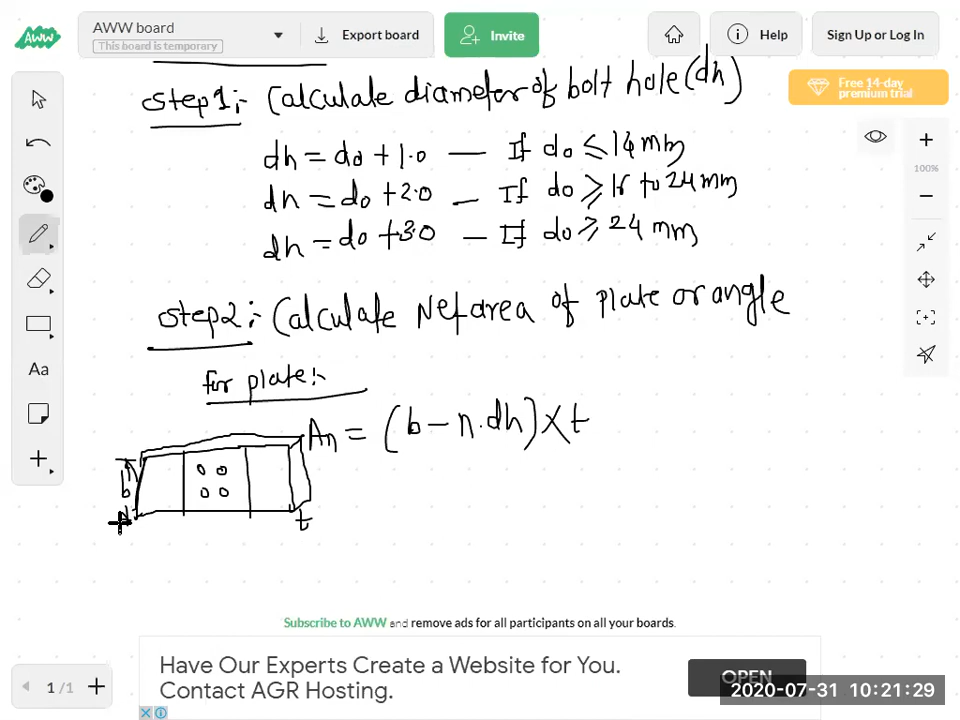 AWW
AWW board
This board is temporary
Export board
Invite
Help
Sign Up or Log In
Free 14-day
premium trial
step1:- Calculate diameter of bolt hole (dh)
dh = do + 1.0 — If do ≤ 14 mm
dh = do + 2.0 — If do ≥ 16 to 24 mm
dh = do + 3.0 — If do ≥ 24 mm
100%
step2:- Calculate Net area of plate or angle
for plate:-
An = (b - n.dh) x t
b
t
Aa
Subscribe to AWW and remove ads for all participants on all your boards.
1 / 1
Have Our Experts Create a Website for You.
Contact AGR Hosting.
OPEN
2020-07-31 10:21:29